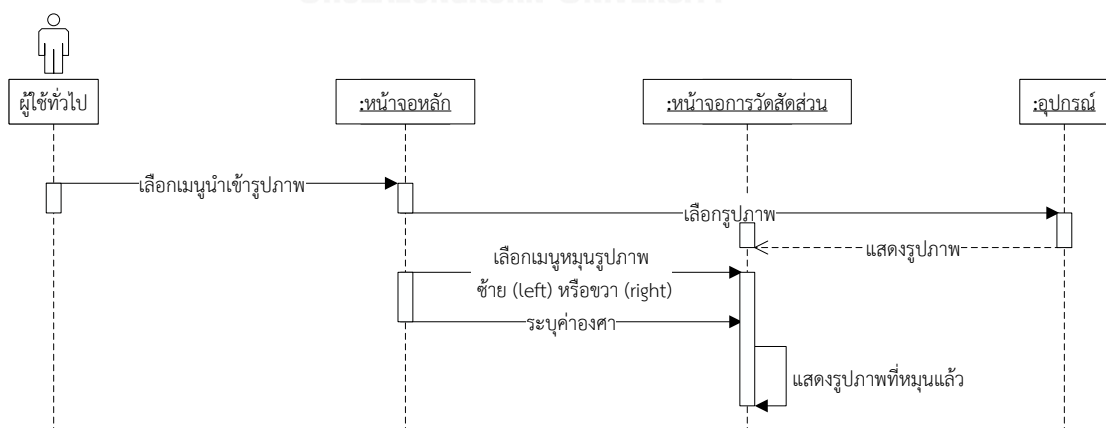 ผู้ใช้ทั่วไป
:หน้าจอหลัก
:หน้าจอการวัดสัดส่วน
:อุปกรณ์
เลือกเมนูนำเข้ารูปภาพ
เลือกรูปภาพ
แสดงรูปภาพ
เลือกเมนูหมุนรูปภาพ
ซ้าย (left) หรือขวา (right)
ระบุค่าองศา
แสดงรูปภาพที่หมุนแล้ว